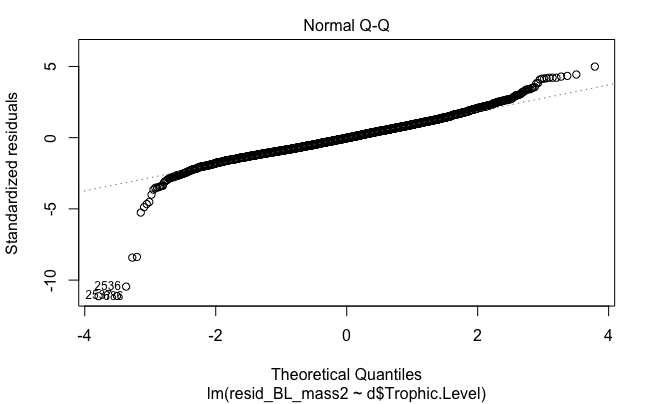 Normal Q-Q
Standardized residuals
5
0
-5
-10
2536
-4
-2
0
2
4
Theoretical Quantiles
lm(resid_BL_mass2 ~ d$Trophic.Level)